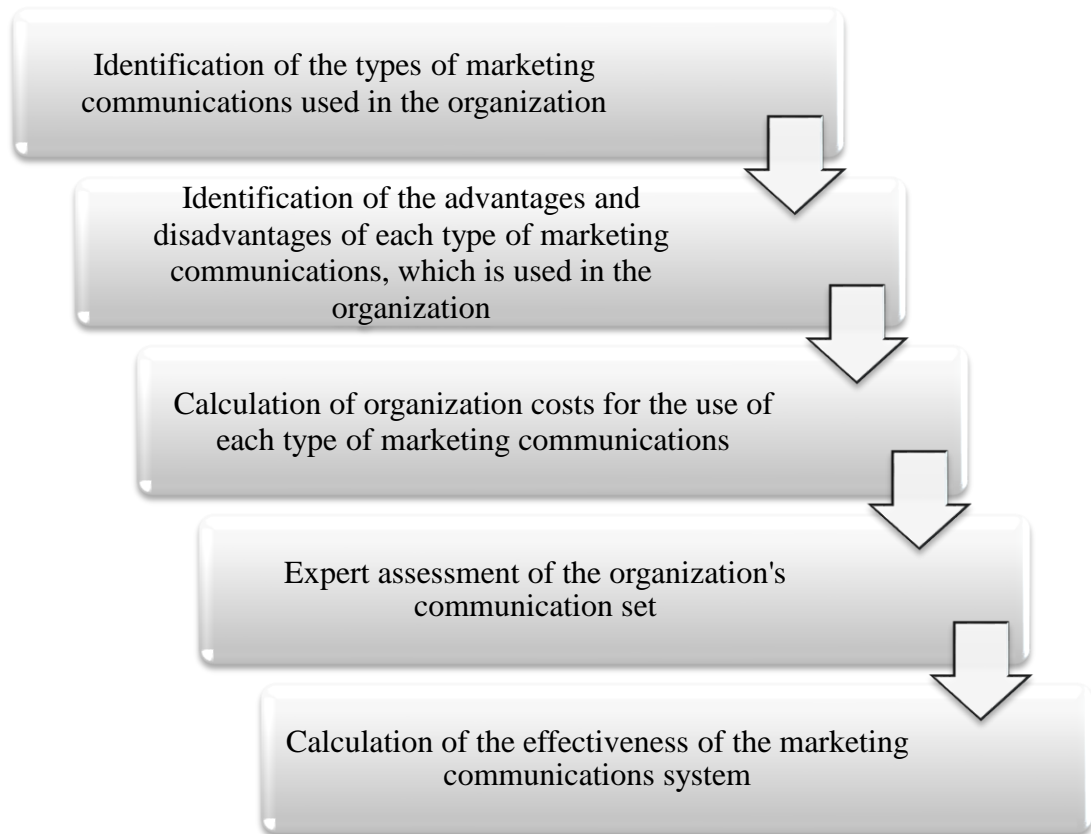 Identification of the types of marketing
communications used in the organization
Identification of the advantages and
disadvantages of each type of marketing
communications, which is used in the
organization
Calculation of organization costs for the use of
each type of marketing communications
Expert assessment of the organization's
communication set
Calculation of the effectiveness of the marketing
communications system